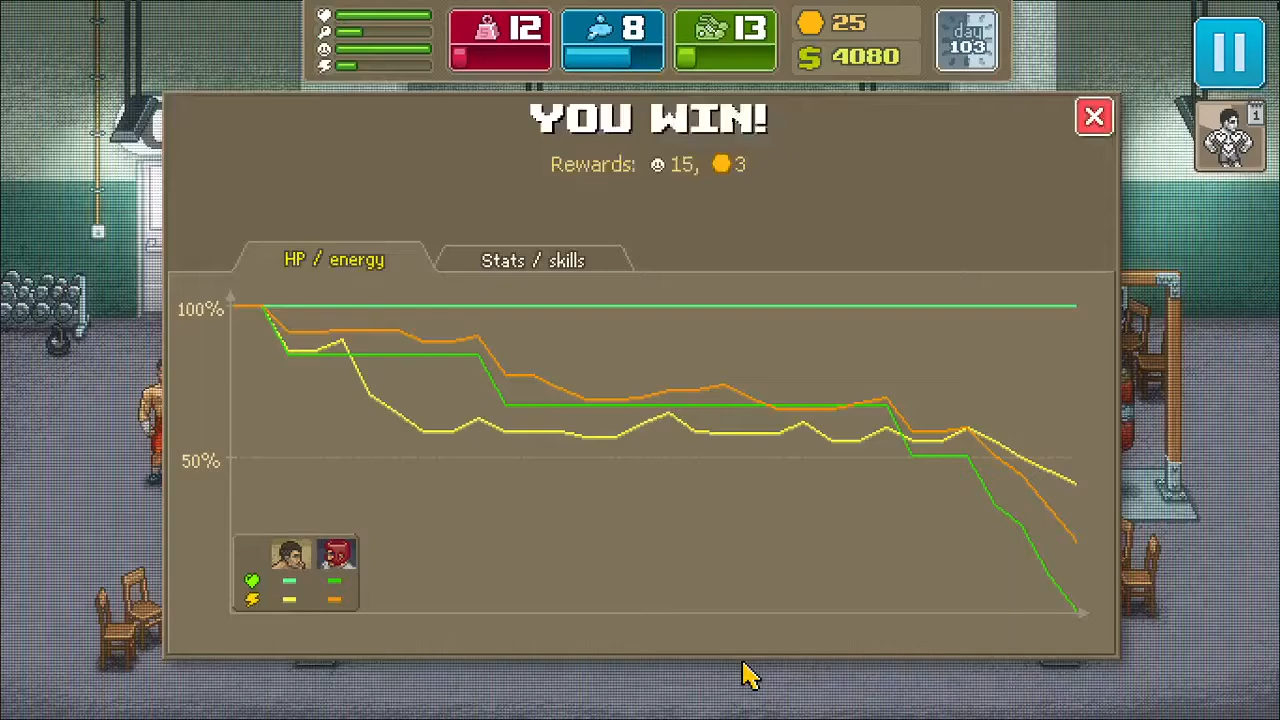 12 8 13 25
4080
day
103
1
YOU WIN!
Rewards: 15, 3
HP / energy Stats / skills
100%
50%